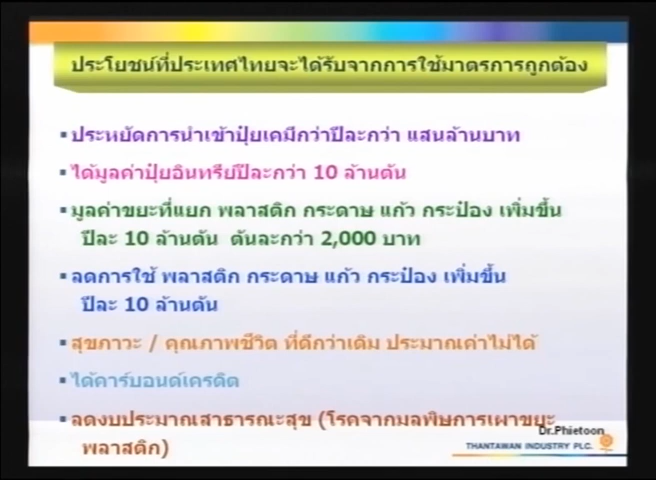 ประโยชน์ที่ประเทศไทยจะได้รับจากการใช้มาตรการถูกต้อง
▪ประหยัดการนำเข้าปุ๋ยเคมีกว่าปีละกว่า แสนล้านบาท
▪ได้มูลค่าปุ๋ยอินทรีย์ปีละกว่า 10 ล้านตัน
▪มูลค่าขยะที่แยก พลาสติก กระดาษ แก้ว กระป๋อง เพิ่มขึ้น
ปีละ 10 ล้านตัน ตันละกว่า 2,000 บาท
▪ลดการใช้ พลาสติก กระดาษ แก้ว กระป๋อง เพิ่มขึ้น
ปีละ 10 ล้านตัน
▪สุขภาวะ / คุณภาพชีวิต ที่ดีกว่าเดิม ประมาณค่าไม่ได้
▪ได้คาร์บอนด์เครดิต
▪ลดงบประมาณสาธารณะสุข (โรคจากมลพิษการเผาขยะ
พลาสติก)
Dr.Phietoon
THANTAWAN INDUSTRY PLC.